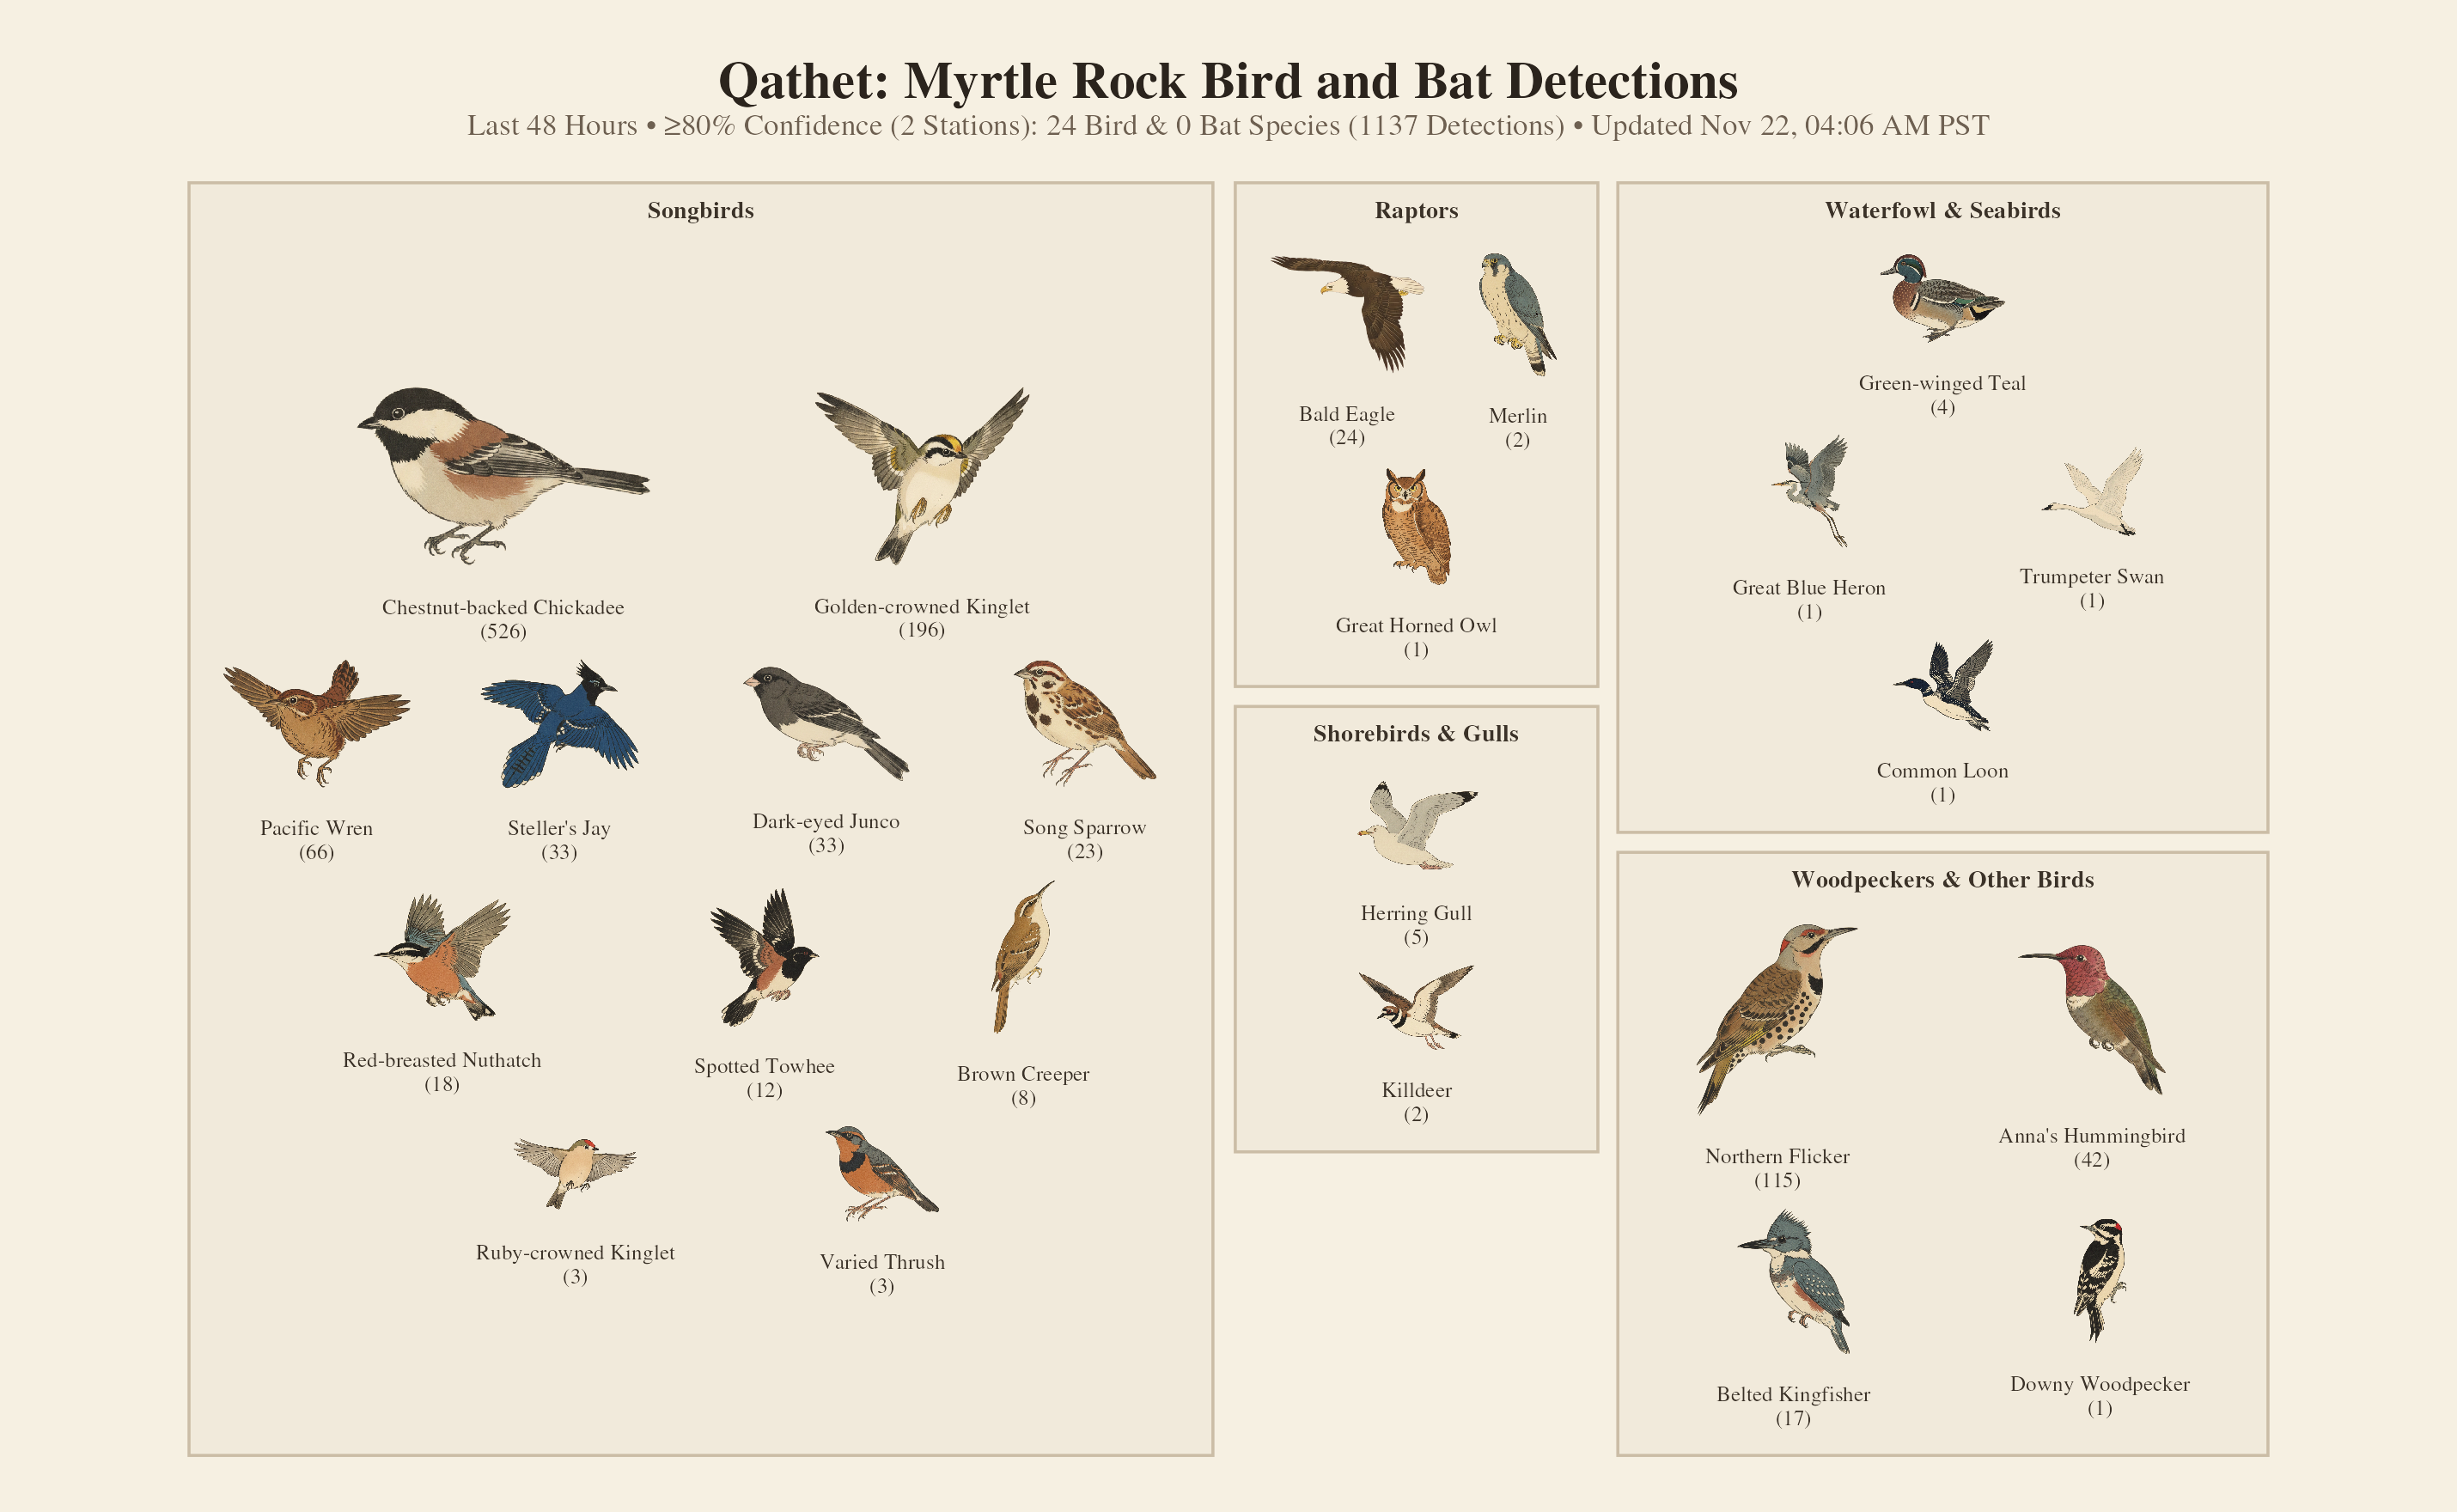 Qathet: Myrtle Rock Bird and Bat Detections
Last 48 Hours • ≥80% Confidence (2 Stations): 24 Bird & 0 Bat Species (1137 Detections) • Updated Nov 22, 04:06 AM PST
Songbirds
Chestnut-backed Chickadee
(526)
Golden-crowned Kinglet
(196)
Pacific Wren
(66)
Steller's Jay
(33)
Dark-eyed Junco
(33)
Song Sparrow
(23)
Red-breasted Nuthatch
(18)
Spotted Towhee
(12)
Brown Creeper
(8)
Ruby-crowned Kinglet
(3)
Varied Thrush
(3)
Raptors
Bald Eagle
(24)
Merlin
(2)
Great Horned Owl
(1)
Shorebirds & Gulls
Herring Gull
(5)
Killdeer
(2)
Waterfowl & Seabirds
Green-winged Teal
(4)
Great Blue Heron
(1)
Trumpeter Swan
(1)
Common Loon
(1)
Woodpeckers & Other Birds
Northern Flicker
(115)
Anna's Hummingbird
(42)
Belted Kingfisher
(17)
Downy Woodpecker
(1)